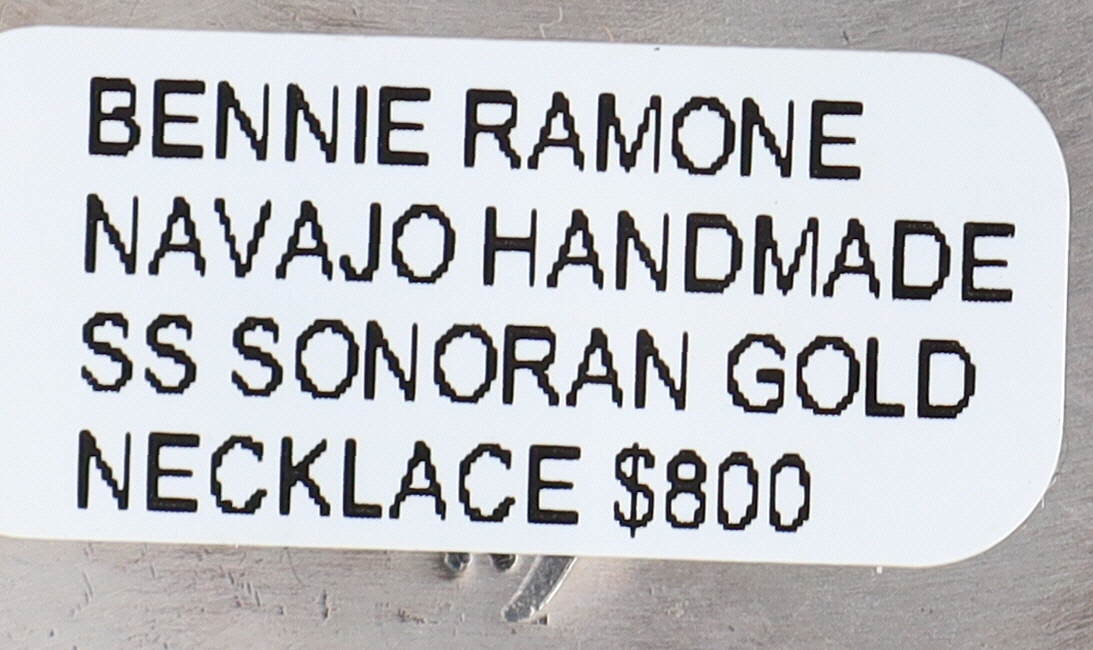 BENNIE RAMONE
NAVAJO HANDMADE
SS SONORAN GOLD
NECKLACE $800